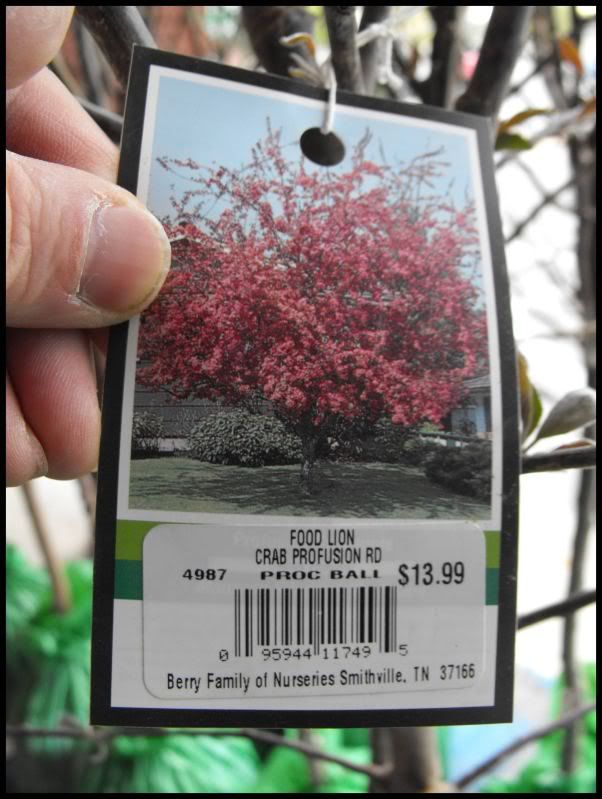 FOOD LION
CRAB PROFUSION RD
4987 PROC BALL $13.99
0 95944 11749 5
Berry Family of Nurseries Smithville, TN 37166